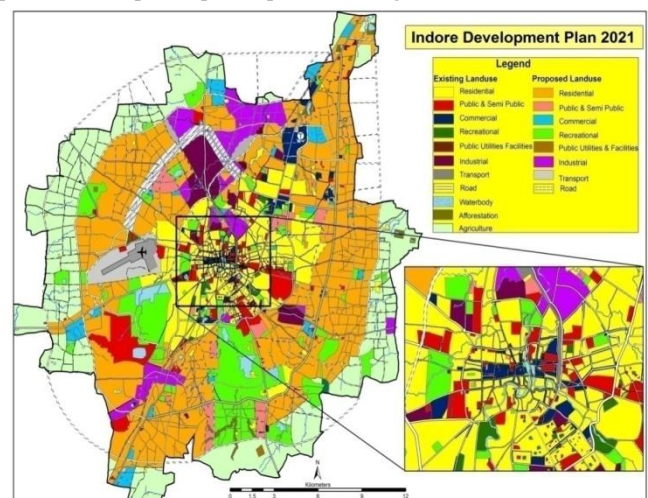 Indore Development Plan 2021
Legend
Existing Landuse
Residential
Public & Semi Public
Commercial
Recreational
Public Utilities Facilities
Industrial
Transport
Road
Waterbody
Afforestation
Agriculture
Proposed Landuse
Residential
Public & Semi Public
Commercial
Recreational
Public Utilities & Facilities
Industrial
Transport
Road
N
Kilometers
0 1.5 3 6 9 12